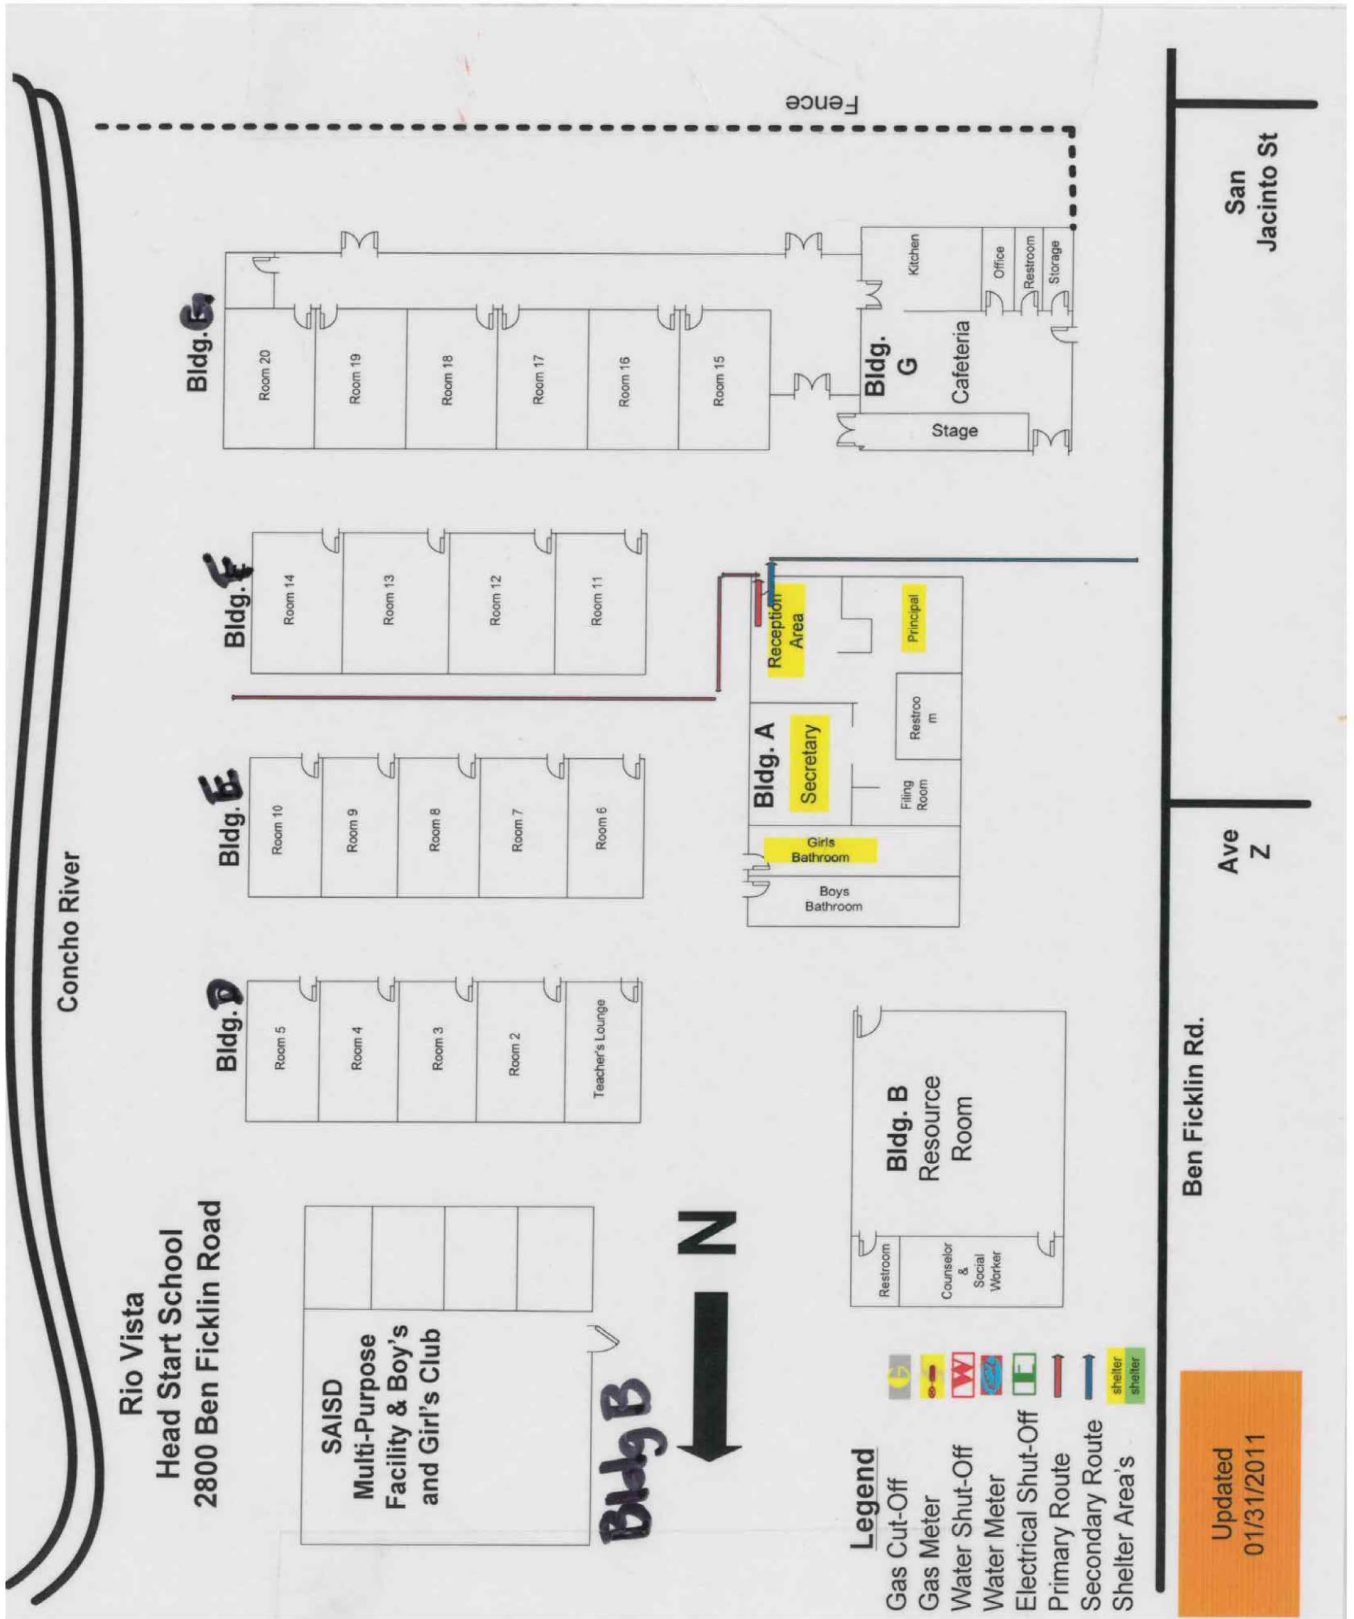 Rio Vista
Head Start School
2800 Ben Ficklin Road
Concho River
SAISD
Multi-Purpose
Facility & Boy's
and Girl's Club
Bldg B
N
Bldg. D
Room 5
Room 4
Room 3
Room 2
Teacher's Lounge
Bldg. E
Room 10
Room 9
Room 8
Room 7
Room 6
Bldg. F
Room 14
Room 13
Room 12
Room 11
Bldg. G
Room 20
Room 19
Room 18
Room 17
Room 16
Room 15
Fence
Bldg.
G
Cafeteria
Stage
Kitchen
Office
Restroom
Storage
Bldg. A
Reception
Area
Principal
Secretary
Restroo
m
Filing
Room
Girls
Bathroom
Boys
Bathroom
Bldg. B
Resource
Room
Restroom
Counselor
&
Social
Worker
Legend
Gas Cut-Off G
Gas Meter
Water Shut-Off W
Water Meter
Electrical Shut-Off E
Primary Route
Secondary Route
Shelter Area's shelter
shelter
Ben Ficklin Rd.
Ave
Z
San
Jacinto St
Updated
01/31/2011